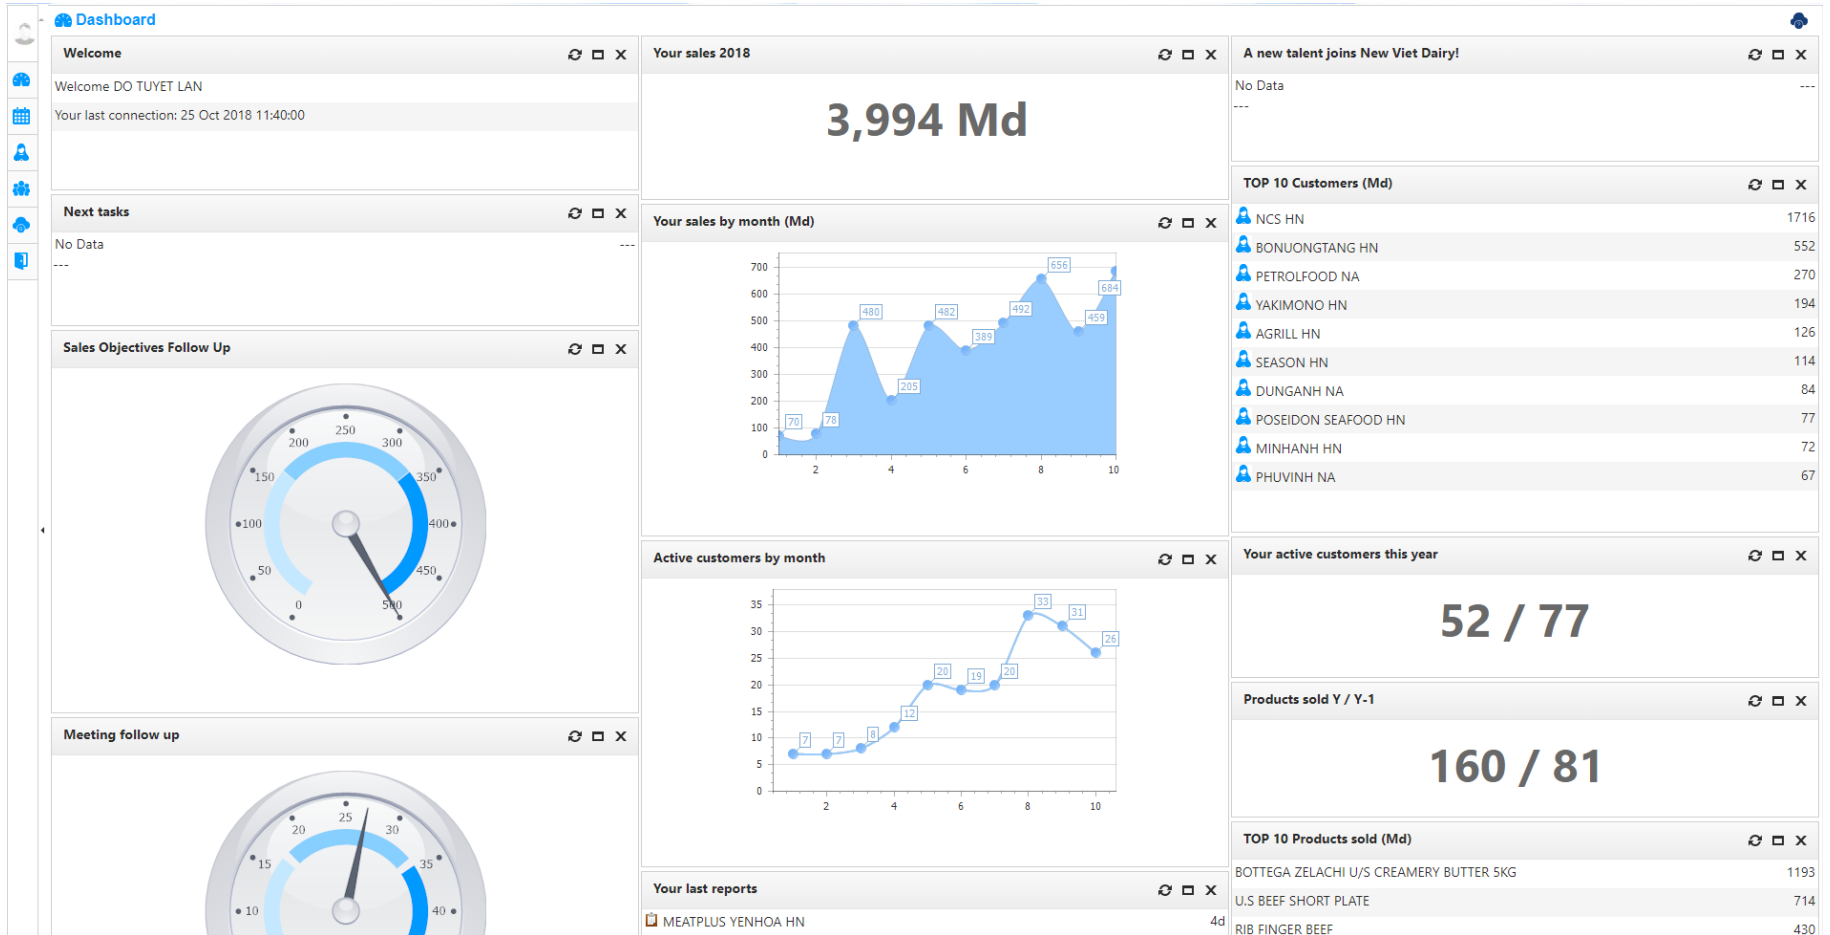 Dashboard
Welcome
Welcome DO TUYET LAN
Your last connection: 25 Oct 2018 11:40:00
Next tasks
No Data ---
---
Sales Objectives Follow Up
0
50
100
150
200
250
300
350
400
450
500
Meeting follow up
10
15
20
25
30
35
40
Your sales 2018
3,994 Md
Your sales by month (Md)
700
600
500
400
300
200
100
0
70
78
480
205
482
389
492
656
459
684
2 4 6 8 10
Active customers by month
35
30
25
20
15
10
5
0
7
7
8
12
20
19
20
33
31
26
2 4 6 8 10
Your last reports
MEATPLUS YENHOA HN 4d
A new talent joins New Viet Dairy!
No Data ---
---
TOP 10 Customers (Md)
NCS HN 1716
BONUONGTANG HN 552
PETROLFOOD NA 270
YAKIMONO HN 194
AGRILL HN 126
SEASON HN 114
DUNGANH NA 84
POSEIDON SEAFOOD HN 77
MINHANH HN 72
PHUVINH NA 67
Your active customers this year
52 / 77
Products sold Y / Y-1
160 / 81
TOP 10 Products sold (Md)
BOTTEGA ZELACHI U/S CREAMERY BUTTER 5KG 1193
U.S BEEF SHORT PLATE 714
RIB FINGER BEEF 430